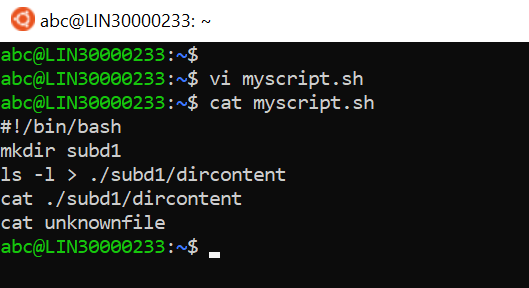 abc@LIN30000233: ~
abc@LIN30000233:~$
abc@LIN30000233:~$ vi myscript.sh
abc@LIN30000233:~$ cat myscript.sh
#!/bin/bash
mkdir subd1
ls -l > ./subd1/dircontent
cat ./subd1/dircontent
cat unknownfile
abc@LIN30000233:~$